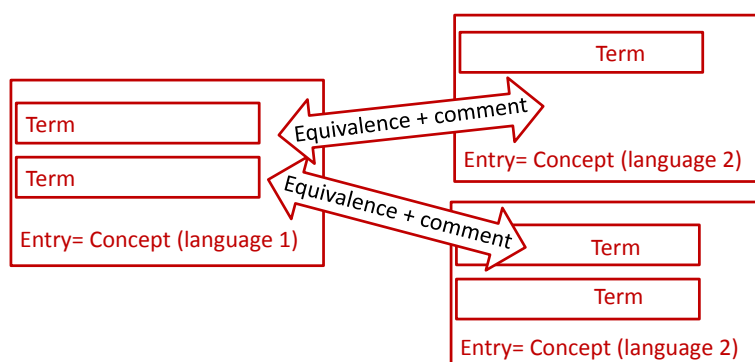 Term
Term
Entry= Concept (language 1)
Equivalence + comment
Equivalence + comment
Term
Entry= Concept (language 2)
Term
Term
Entry= Concept (language 2)